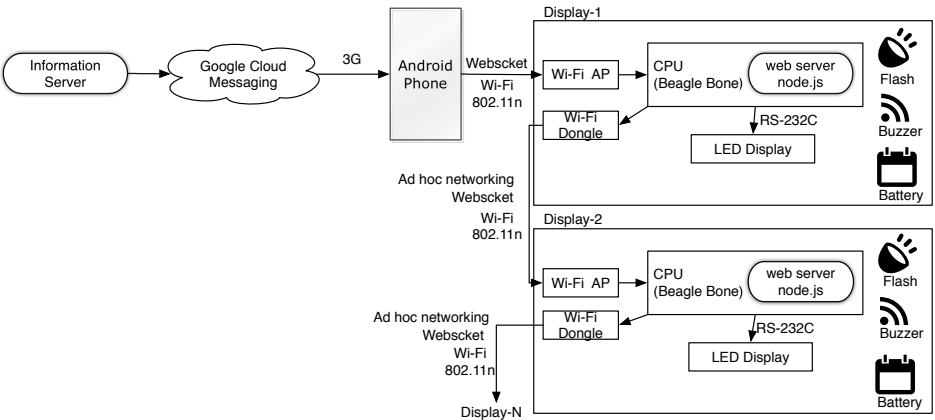 Display-1
Information
Server
Google Cloud
Messaging
3G
Android
Phone
Webscket
Wi-Fi
802.11n
Wi-Fi AP
CPU
(Beagle Bone)
web server
node.js
Flash
Wi-Fi
Dongle
RS-232C
LED Display
Buzzer
Battery
Ad hoc networking
Webscket
Wi-Fi
802.11n
Display-2
Wi-Fi AP
CPU
(Beagle Bone)
web server
node.js
Flash
Wi-Fi
Dongle
RS-232C
LED Display
Buzzer
Battery
Ad hoc networking
Webscket
Wi-Fi
802.11n
Display-N